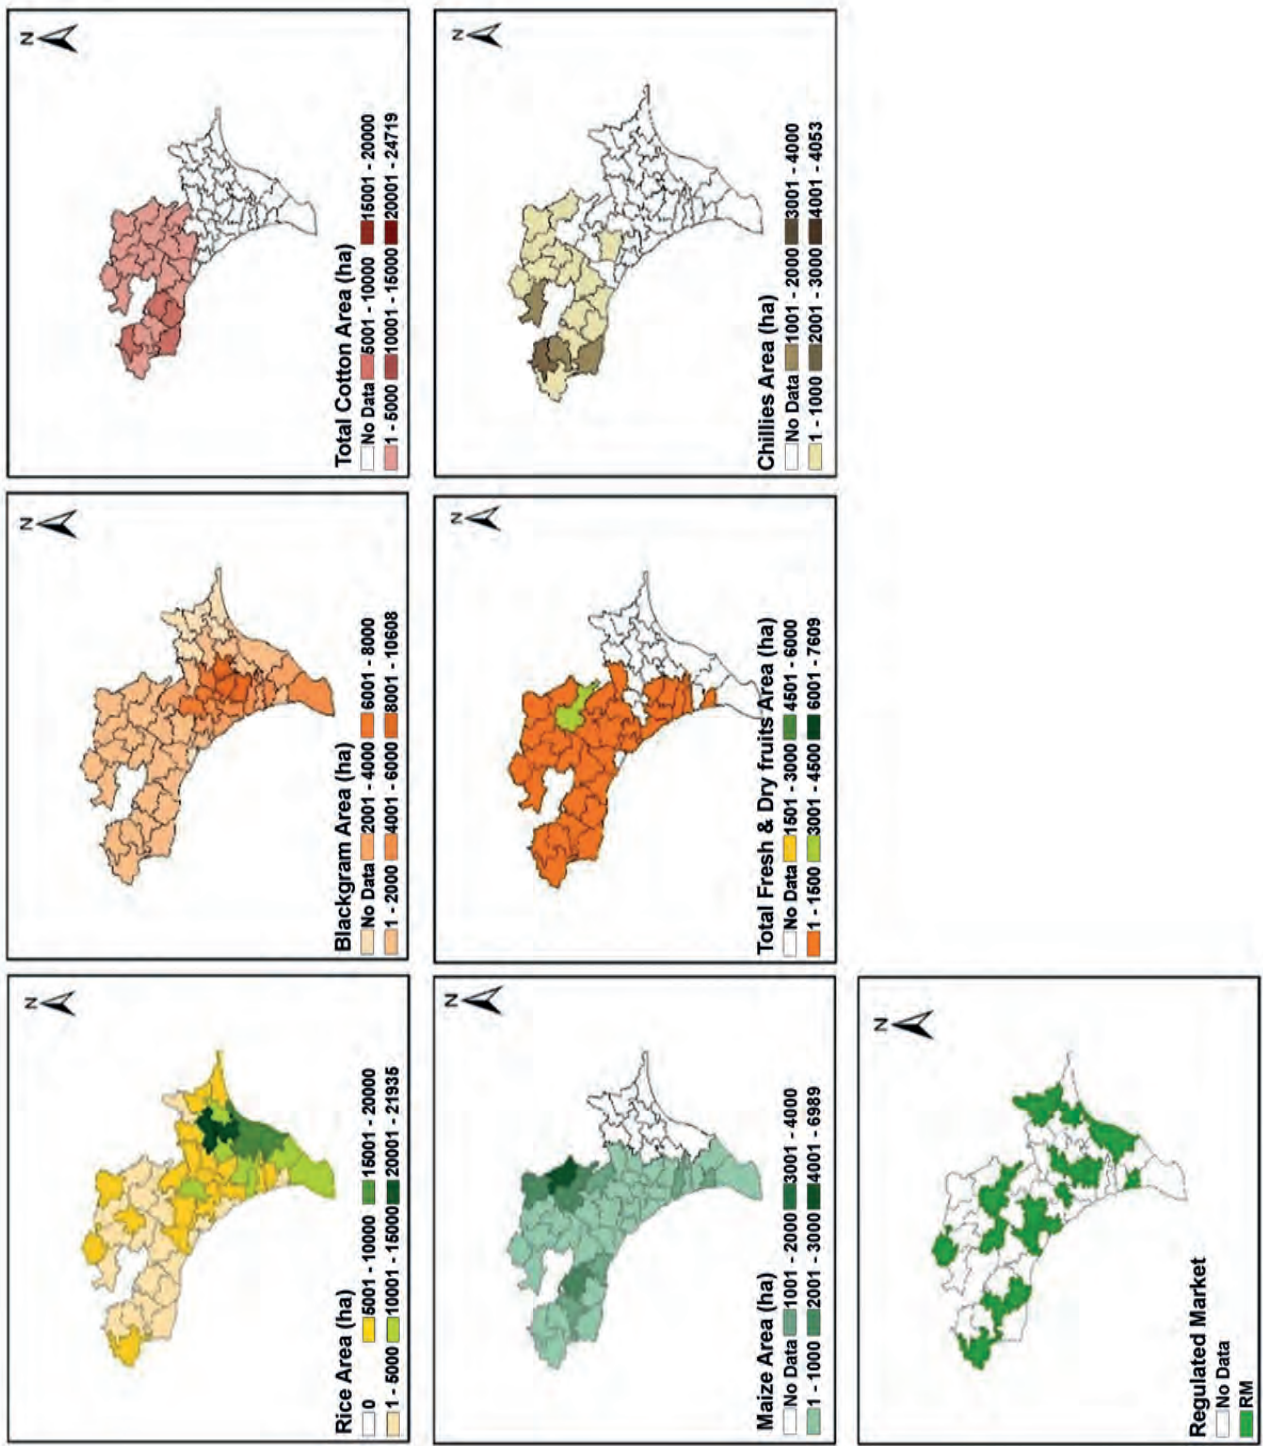 N
Rice Area (ha)
0 5001 - 10000 15001 - 20000
1 - 5000 10001 - 15000 20001 - 21935
N
Blackgram Area (ha)
No Data 2001 - 4000 6001 - 8000
1 - 2000 4001 - 6000 8001 - 10608
N
Total Cotton Area (ha)
No Data 5001 - 10000 15001 - 20000
1 - 5000 10001 - 15000 20001 - 24719
N
Maize Area (ha)
No Data 1001 - 2000 3001 - 4000
1 - 1000 2001 - 3000 4001 - 6989
N
Total Fresh & Dry fruits Area (ha)
No Data 1501 - 3000 4501 - 6000
1 - 1500 3001 - 4500 6001 - 7609
N
Chillies Area (ha)
No Data 1001 - 2000 3001 - 4000
1 - 1000 2001 - 3000 4001 - 4053
N
Regulated Market
No Data
RM